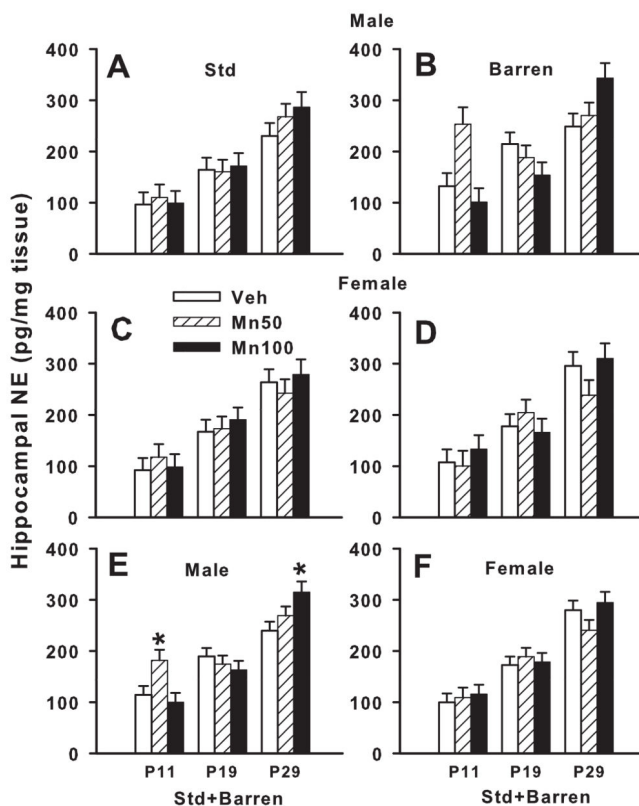 Male
A
Std
400
300
200
100
0
B
Barren
400
300
200
100
0
Hippocampal NE (pg/mg tissue)
Female
C
Veh
Mn50
Mn100
400
300
200
100
0
D
400
300
200
100
0
E
Male
*
*
400
300
200
100
0
P11 P19 P29
Std+Barren
F
Female
400
300
200
100
0
P11 P19 P29
Std+Barren